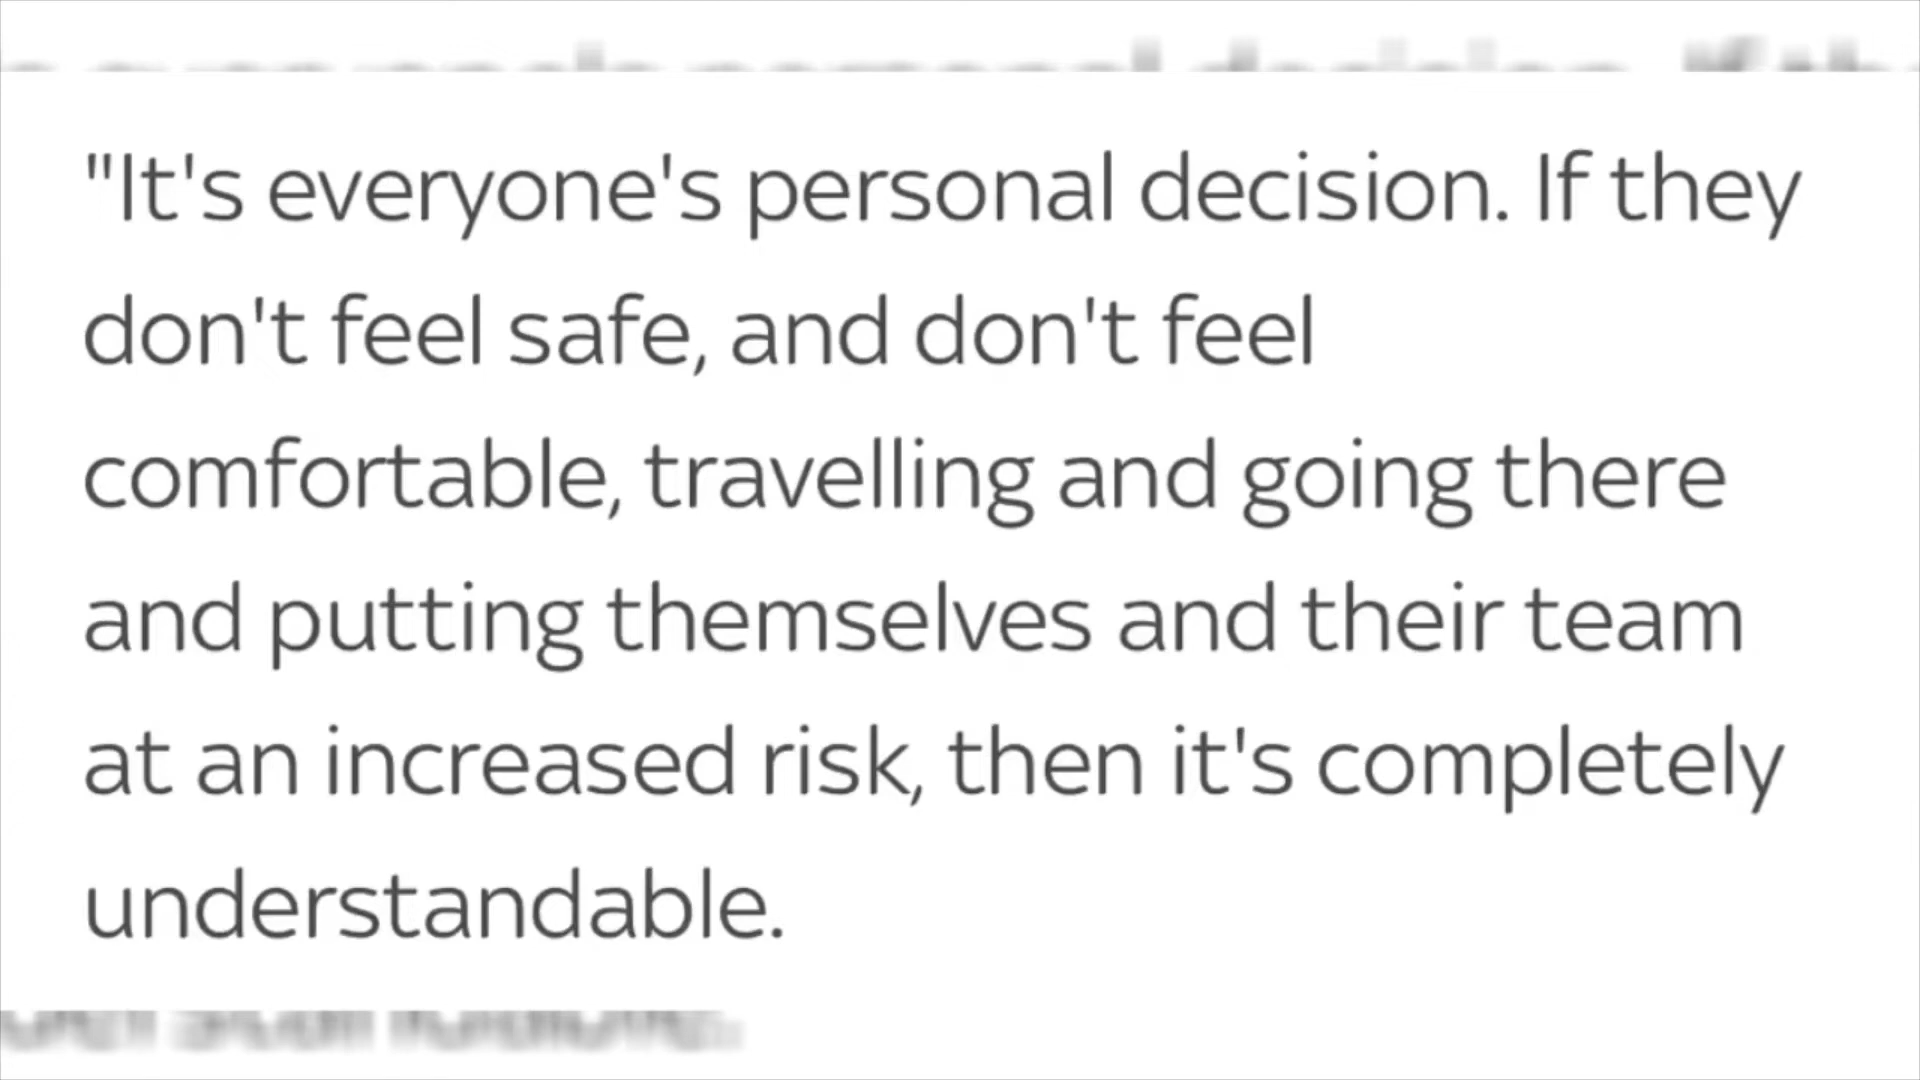 "It's everyone's personal decision. If they
don't feel safe, and don't feel
comfortable, travelling and going there
and putting themselves and their team
at an increased risk, then it's completely
understandable.